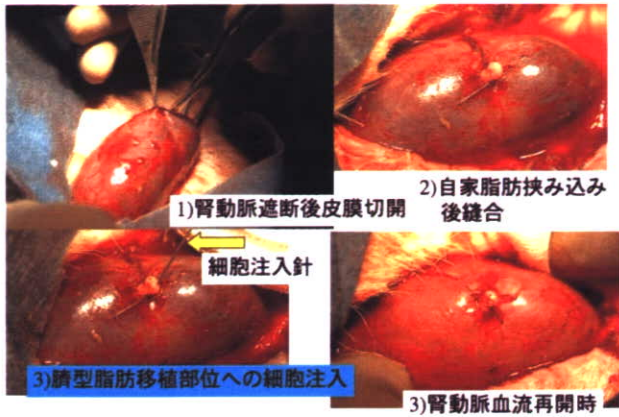 1)腎動脈遮断後皮膜切開
2)自家脂肪挟み込み
後縫合
細胞注入針
3)臍型脂肪移植部位への細胞注入
3)腎動脈血流再開時